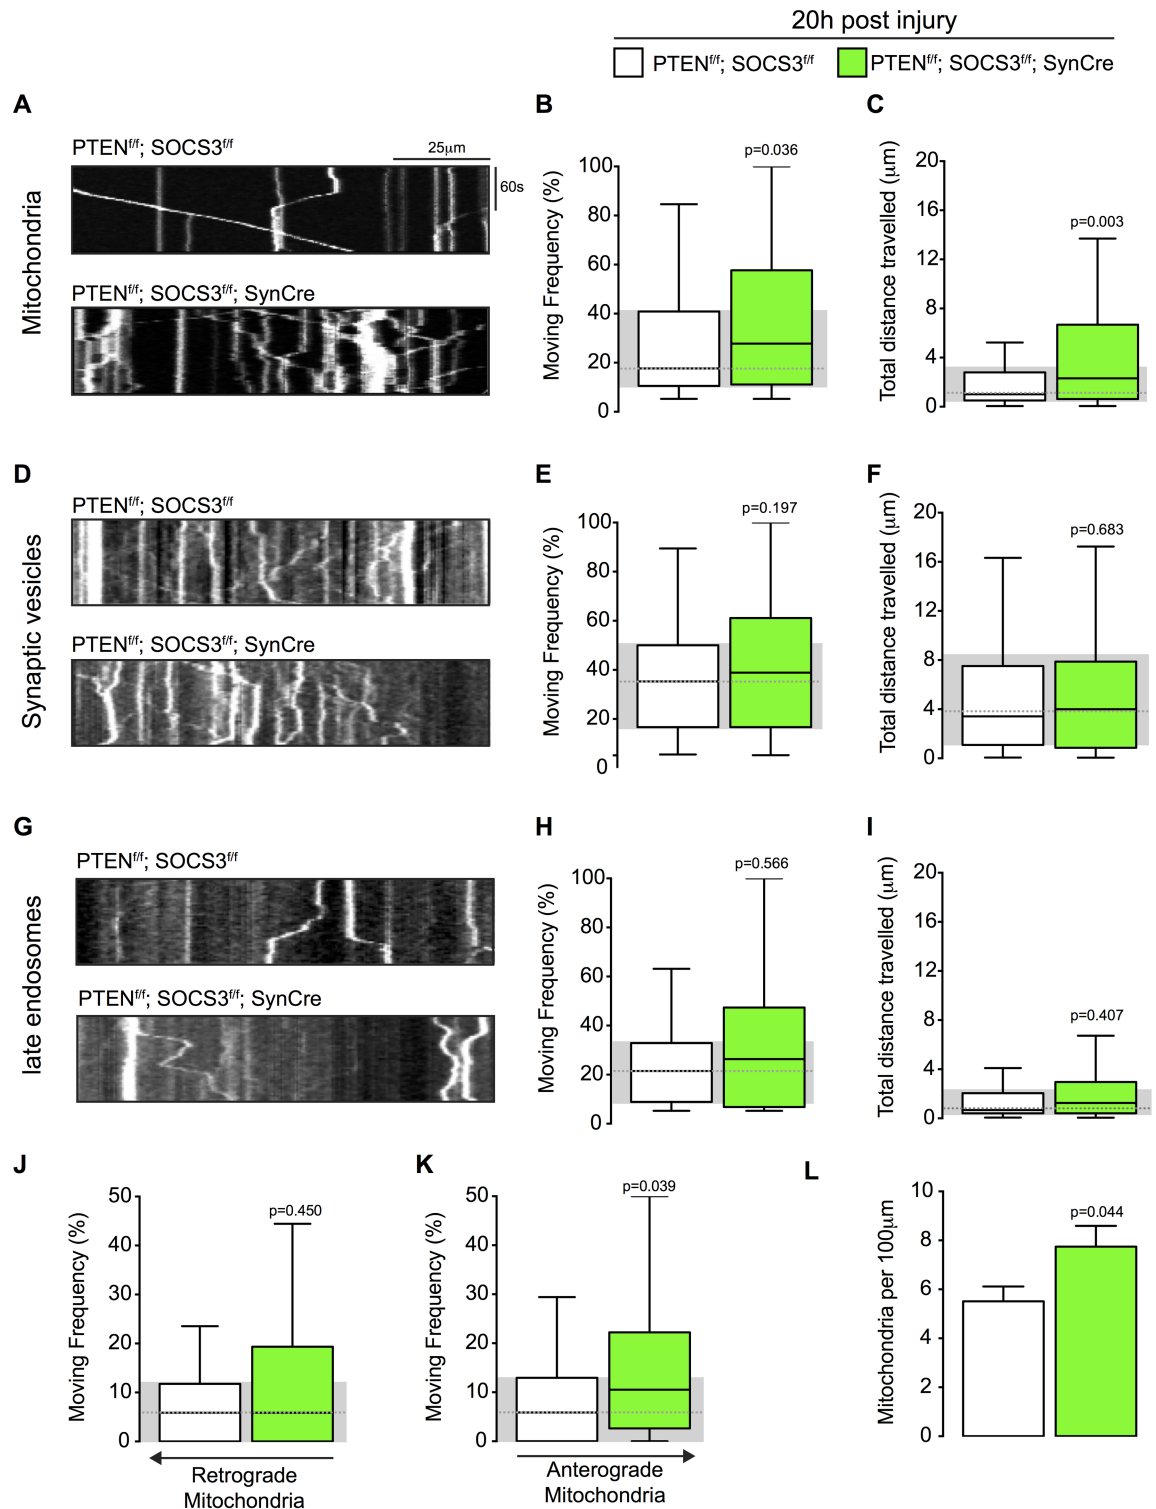 20h post injury
PTENf/f; SOCS3f/f
PTENf/f; SOCS3f/f; SynCre
A
B
C
Mitochondria
PTENf/f; SOCS3f/f
25μm
60s
PTENf/f; SOCS3f/f; SynCre
Moving Frequency (%)
100
80
60
40
20
0
p=0.036
Total distance travelled (μm)
20
16
12
8
4
0
p=0.003
D
E
F
Synaptic vesicles
PTENf/f; SOCS3f/f
PTENf/f; SOCS3f/f; SynCre
Moving Frequency (%)
100
80
60
40
20
0
p=0.197
Total distance travelled (μm)
20
16
12
8
4
0
p=0.683
G
H
I
late endosomes
PTENf/f; SOCS3f/f
PTENf/f; SOCS3f/f; SynCre
Moving Frequency (%)
100
80
60
40
20
0
p=0.566
Total distance travelled (μm)
20
16
12
8
4
0
p=0.407
J
K
L
Moving Frequency (%)
50
40
30
20
10
0
p=0.450
Retrograde
Mitochondria
Moving Frequency (%)
50
40
30
20
10
0
p=0.039
Anterograde
Mitochondria
Mitochondria per 100μm
10
8
6
4
2
0
p=0.044